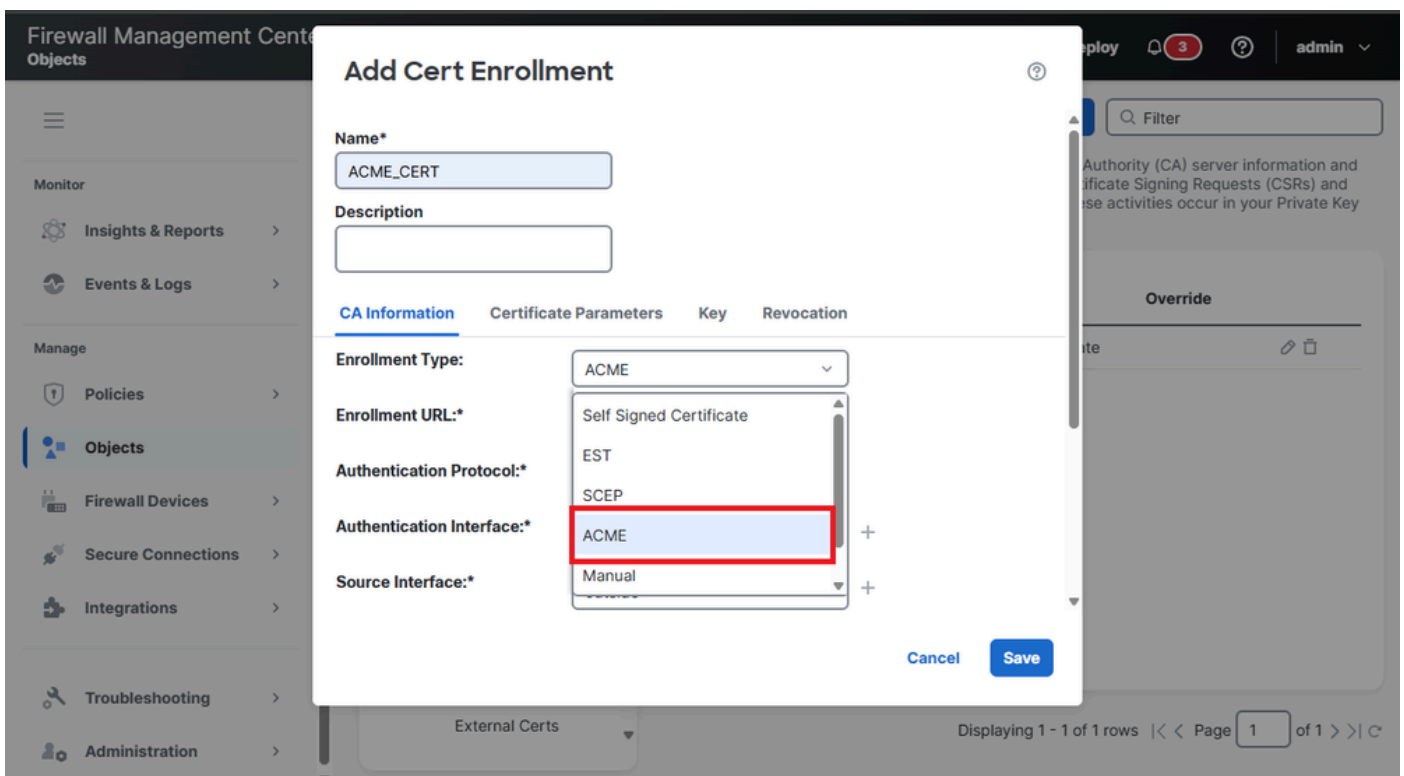 Firewall Management
Objects
3
admin
Monitor
Insights & Reports
Events & Logs
Manage
Policies
Objects
Firewall Devices
Secure Connections
Integrations
Troubleshooting
Administration
Add Cert Enrollment
Name*
ACME_CERT
Description
CA Information Certificate Parameters Key Revocation
Enrollment Type:
ACME
Enrollment URL:*
Authentication Protocol:*
Authentication Interface:*
Source Interface:*
Self Signed Certificate
EST
SCEP
ACME
Manual
Cancel Save
Filter
Authority (CA) server information and
Signing Requests (CSRs) and
activities occur in your Private Key
Override
External Certs
Displaying 1 - 1 of 1 rows |< < Page 1 of 1 > >|